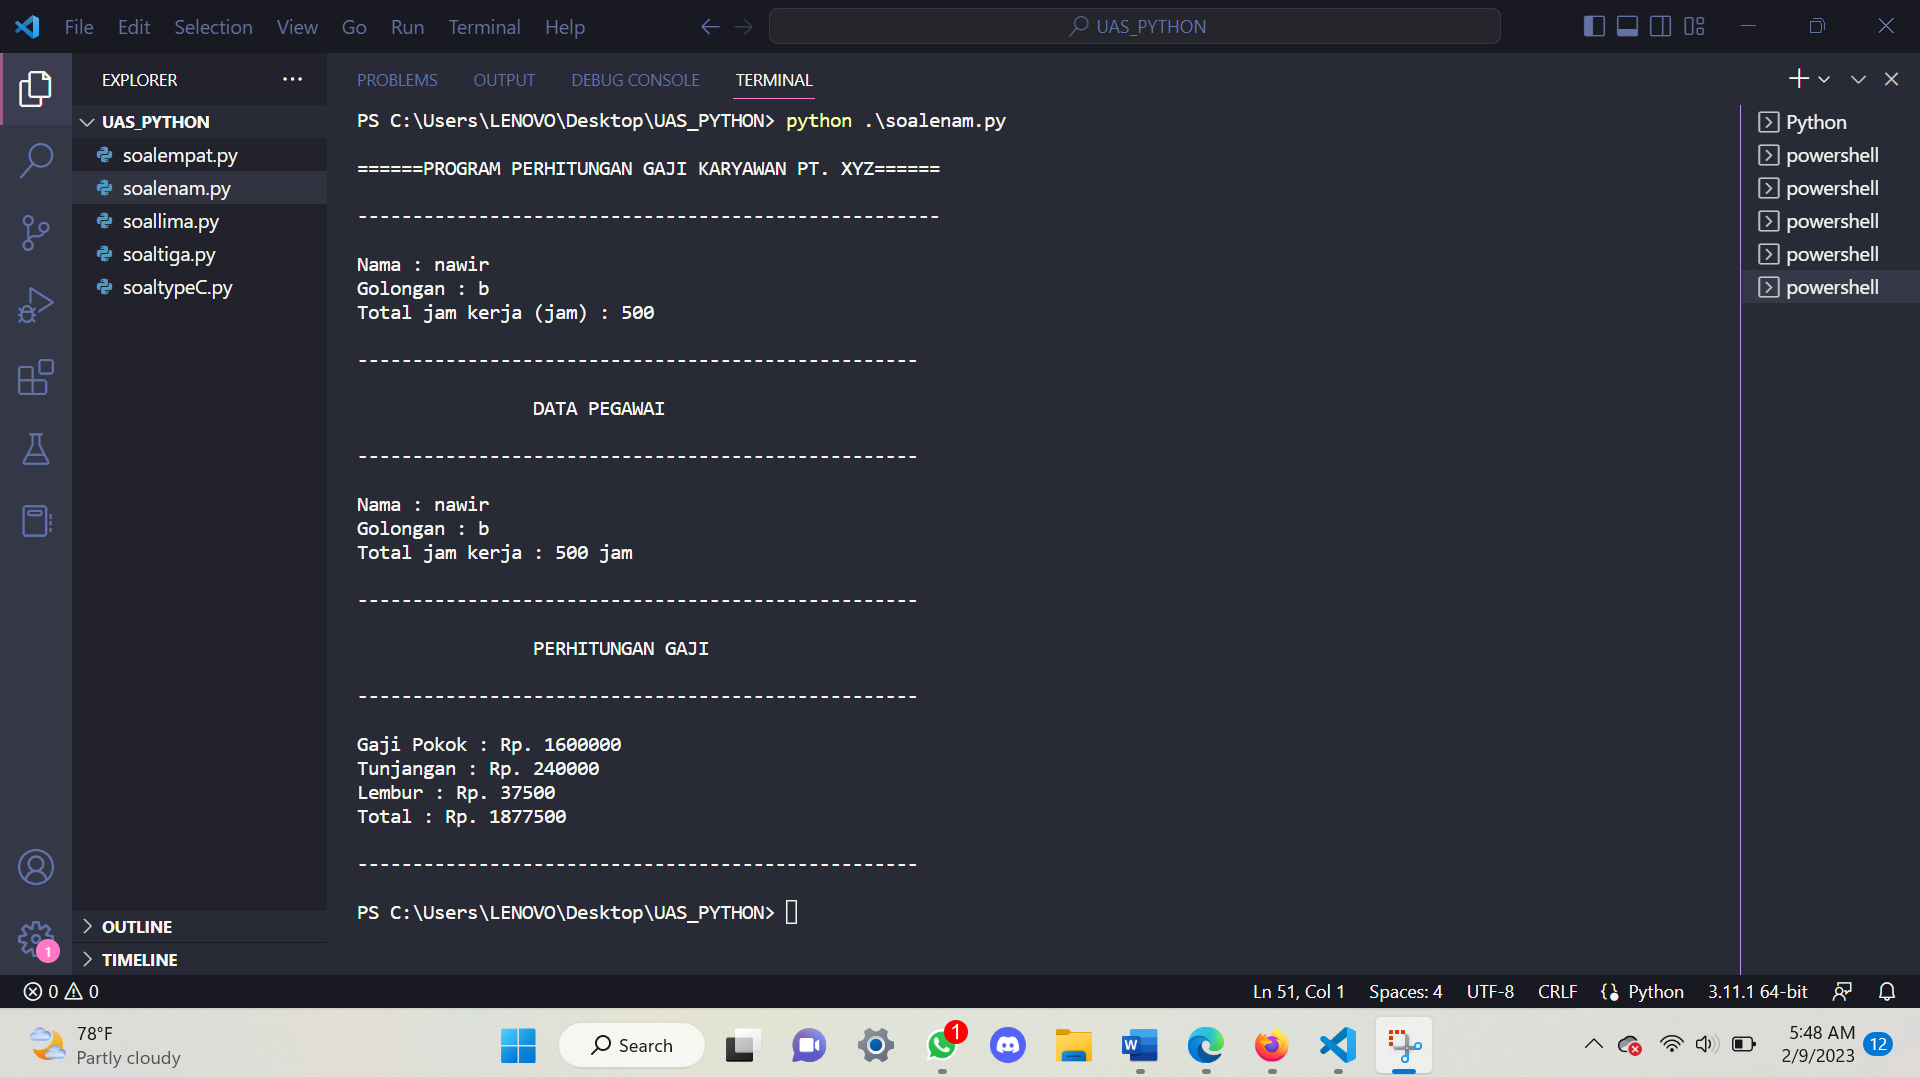 File Edit Selection View Go Run Terminal Help
UAS_PYTHON
EXPLORER
UAS_PYTHON
soalempat.py
soalenam.py
soallima.py
soaltiga.py
soaltypeC.py
OUTLINE
TIMELINE
1
PROBLEMS OUTPUT DEBUG CONSOLE TERMINAL
PS C:\Users\LENOVO\Desktop\UAS_PYTHON> python .\soalenam.py
======PROGRAM PERHITUNGAN GAJI KARYAWAN PT. XYZ======
-----------------------------------------------------
Nama : nawir
Golongan : b
Total jam kerja (jam) : 500
---------------------------------------------------
DATA PEGAWAI
---------------------------------------------------
Nama : nawir
Golongan : b
Total jam kerja : 500 jam
---------------------------------------------------
PERHITUNGAN GAJI
---------------------------------------------------
Gaji Pokok : Rp. 1600000
Tunjangan : Rp. 240000
Lembur : Rp. 37500
Total : Rp. 1877500
---------------------------------------------------
PS C:\Users\LENOVO\Desktop\UAS_PYTHON>
Python
powershell
powershell
powershell
powershell
powershell
0 0
Ln 51, Col 1 Spaces: 4 UTF-8 CRLF Python 3.11.1 64-bit
78°F
Partly cloudy
Search
1
W
5:48 AM
2/9/2023
12